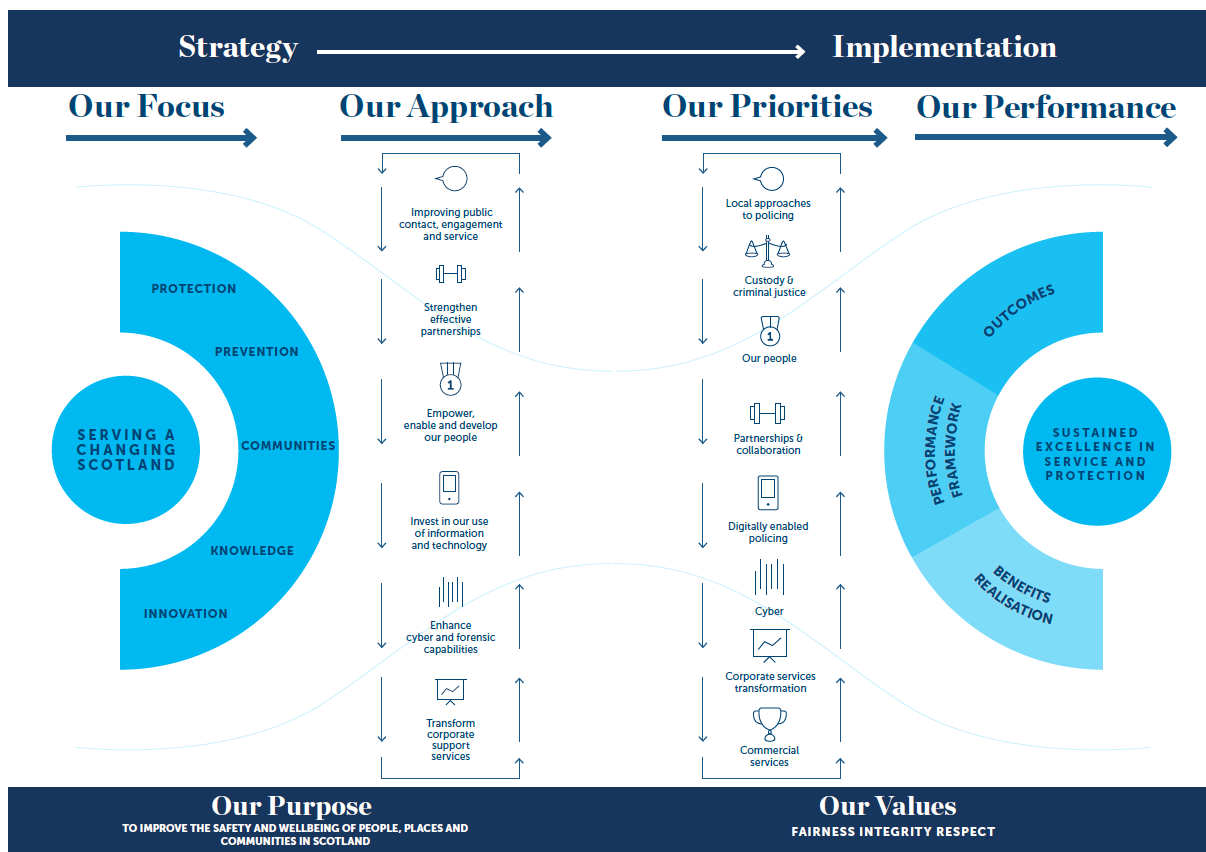 Strategy
Implementation
Our Focus
Our Approach
Our Priorities
Our Performance
PROTECTION
PREVENTION
COMMUNITIES
KNOWLEDGE
INNOVATION
SERVING A
CHANGING
SCOTLAND
Improving public
contact, engagement
and service
Strengthen
effective
partnerships
1
Empower,
enable and develop
our people
Invest in our use
of information
and technology
Enhance
cyber and forensic
capabilities
Transform
corporate
support
services
Local approaches
to policing
Custody &
criminal justice
1
Our people
Partnerships &
collaboration
Digitally enabled
policing
Cyber
Corporate services
transformation
Commercial
services
OUTCOMES
PERFORMANCE
FRAMEWORK
BENEFITS
REALISATION
SUSTAINED
EXCELLENCE IN
SERVICE AND
PROTECTION
Our Purpose
TO IMPROVE THE SAFETY AND WELLBEING OF PEOPLE, PLACES AND
COMMUNITIES IN SCOTLAND
Our Values
FAIRNESS INTEGRITY RESPECT